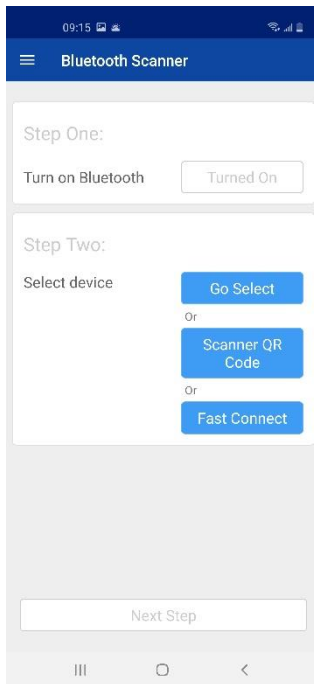 09:15
Bluetooth Scanner
Step One:
Turn on Bluetooth
Turned On
Step Two:
Select device
Go Select
Or
Scanner QR
Code
Or
Fast Connect
Next Step